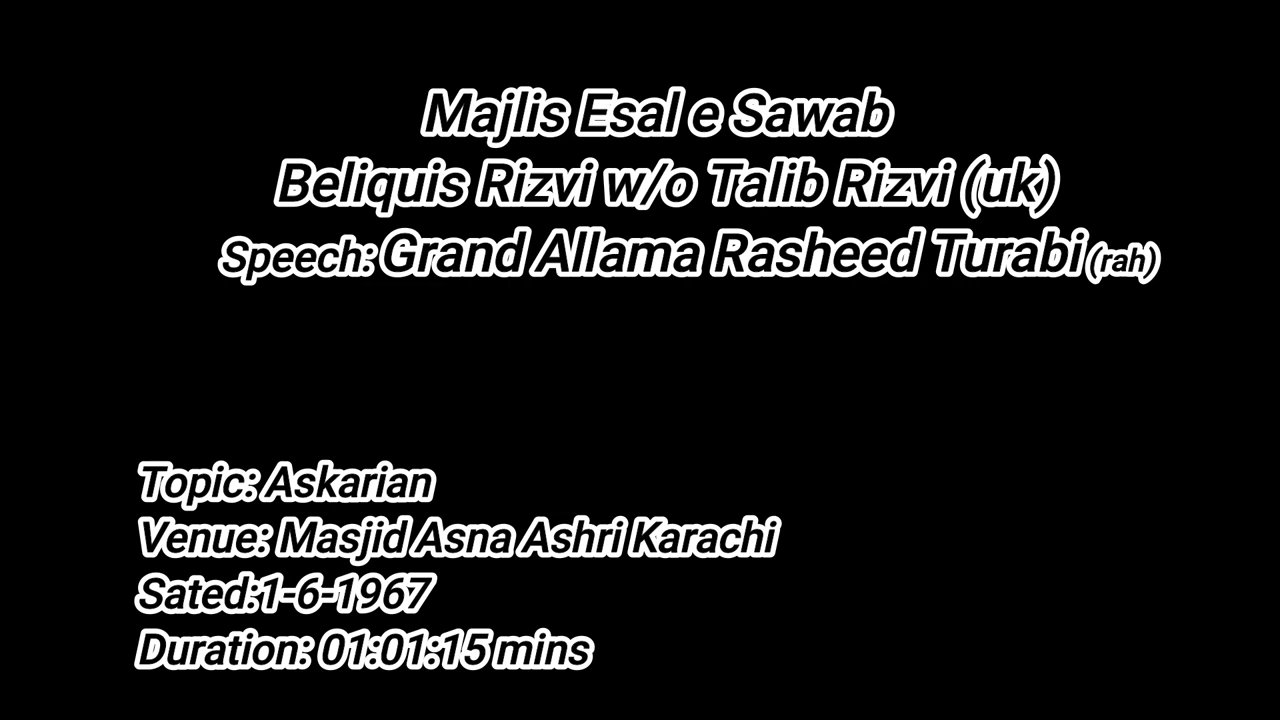 Majlis Esal e Sawab
Beliquis Rizvi w/o Talib Rizvi (uk)
Speech: Grand Allama Rasheed Turabi (rah)
Topic: Askarian
Venue: Masjid Asna Ashri Karachi
Sated:1-6-1967
Duration: 01:01:15 mins